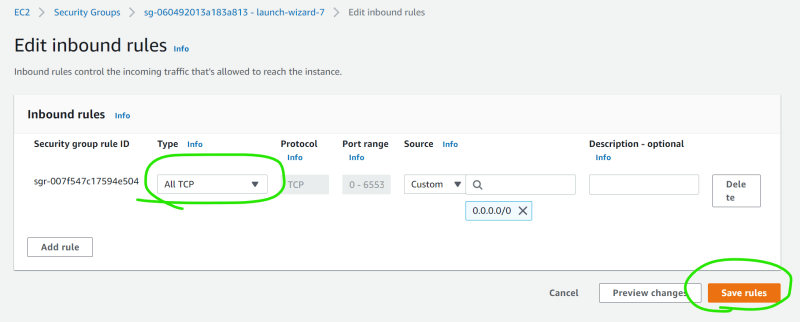 EC2 > Security Groups > sg-060492013a183a813 - launch-wizard-7 > Edit inbound rules
Edit inbound rules Info
Inbound rules control the incoming traffic that's allowed to reach the instance.
Inbound rules Info
Security group rule ID Type Info Protocol Info Port range Info Source Info Description - optional Info
sgr-007f547c17594e504 All TCP TCP 0 - 6553 Custom 0.0.0.0/0 Delete
Add rule
Cancel Preview changes Save rules